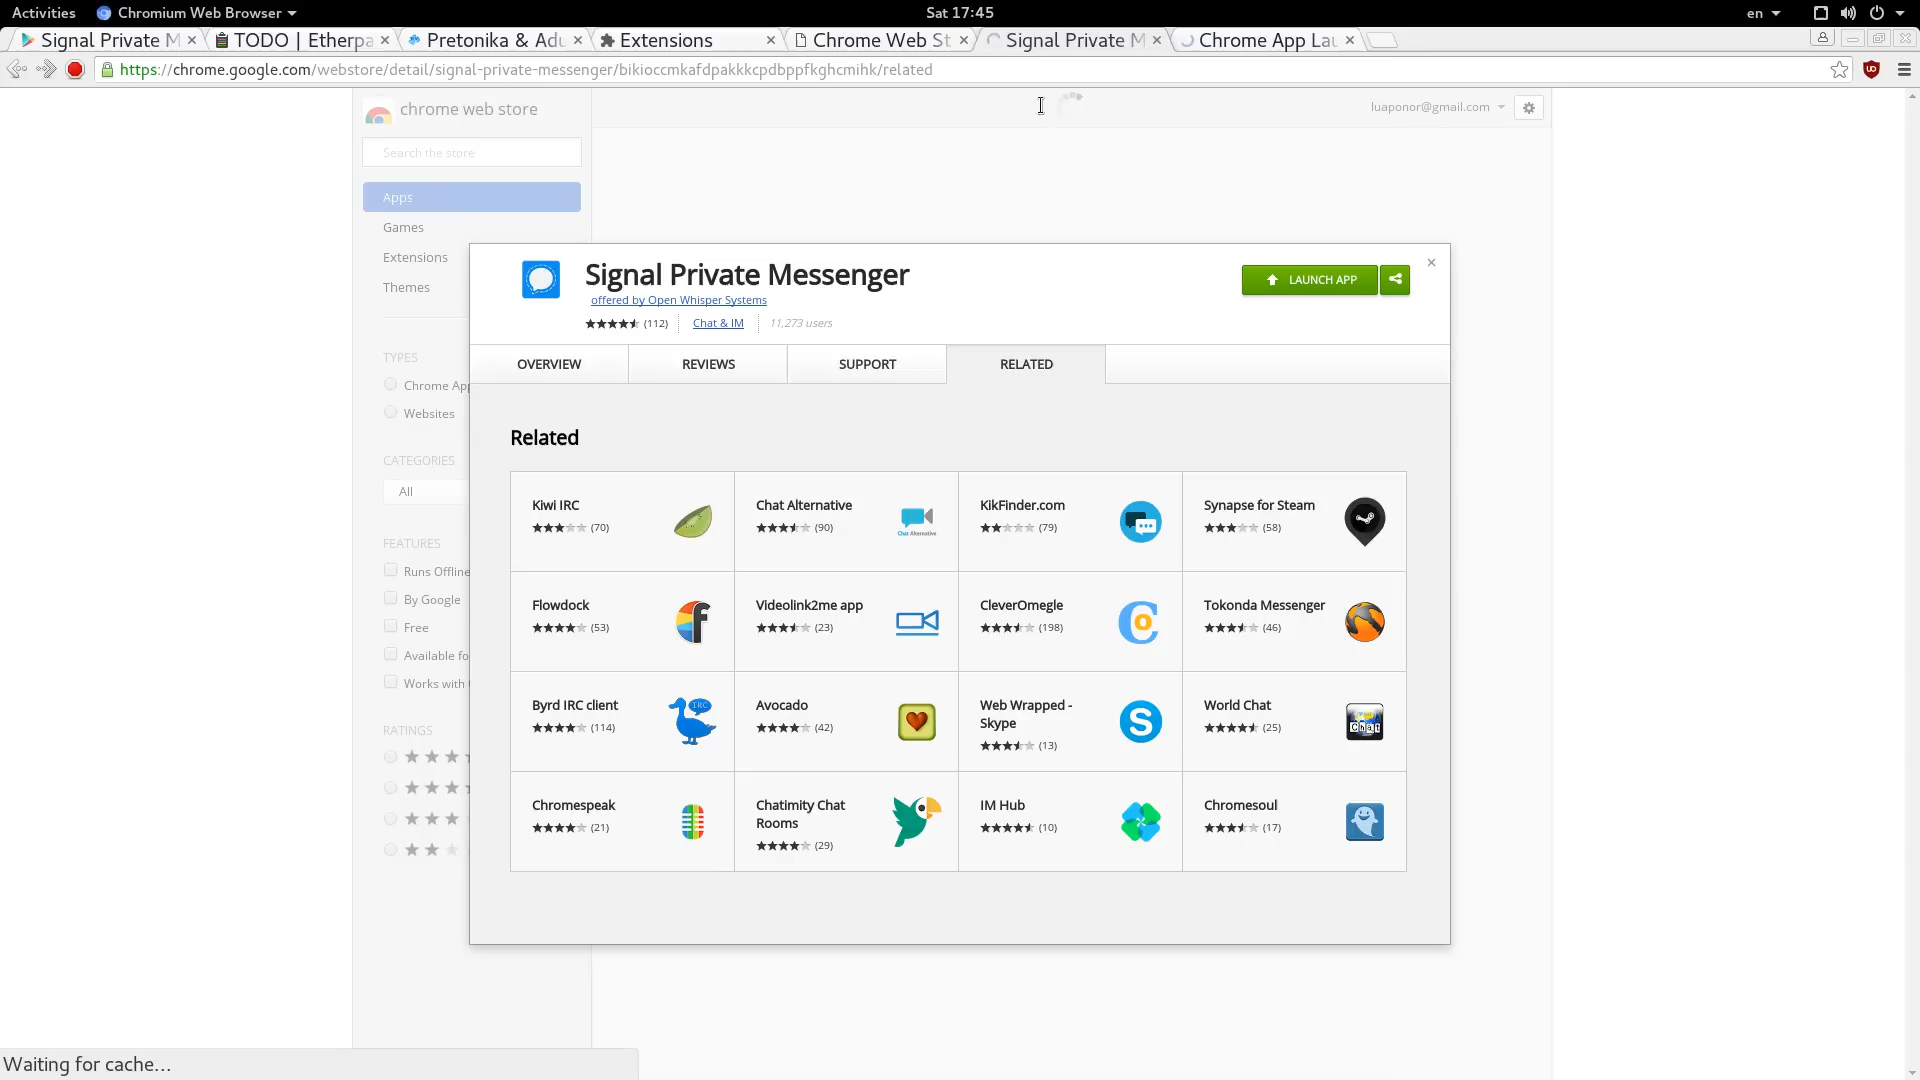 Activities
Chromium Web Browser
Sat 17:45
en
Signal Private M
TODO | Etherpa
Pretonika & Adu
Extensions
Chrome Web St
Signal Private M
Chrome App Lau
https://chrome.google.com/webstore/detail/signal-private-messenger/bikioccmkafdpakkkcpdbppfkghcmihk/related
chrome web store
luaponor@gmail.com
Search the store
Apps
Games
Extensions
Themes
TYPES
Chrome App
Websites
CATEGORIES
All
FEATURES
Runs Offline
By Google
Free
Available fo
Works with
RATINGS
Signal Private Messenger
offered by Open Whisper Systems
(112)
Chat & IM
11,273 users
LAUNCH APP
OVERVIEW
REVIEWS
SUPPORT
RELATED
Related
Kiwi IRC
(70)
Chat Alternative
(90)
Chat Alternative
KikFinder.com
(79)
Synapse for Steam
(58)
Flowdock
(53)
f
Videolink2me app
(23)
CleverOmegle
(198)
Tokonda Messenger
(46)
Byrd IRC client
(114)
IRC
Avocado
(42)
Web Wrapped -
Skype
(13)
S
World Chat
(25)
Chat
Chromespeak
(21)
Chatimity Chat
Rooms
(29)
IM Hub
(10)
Chromesoul
(17)
Waiting for cache...